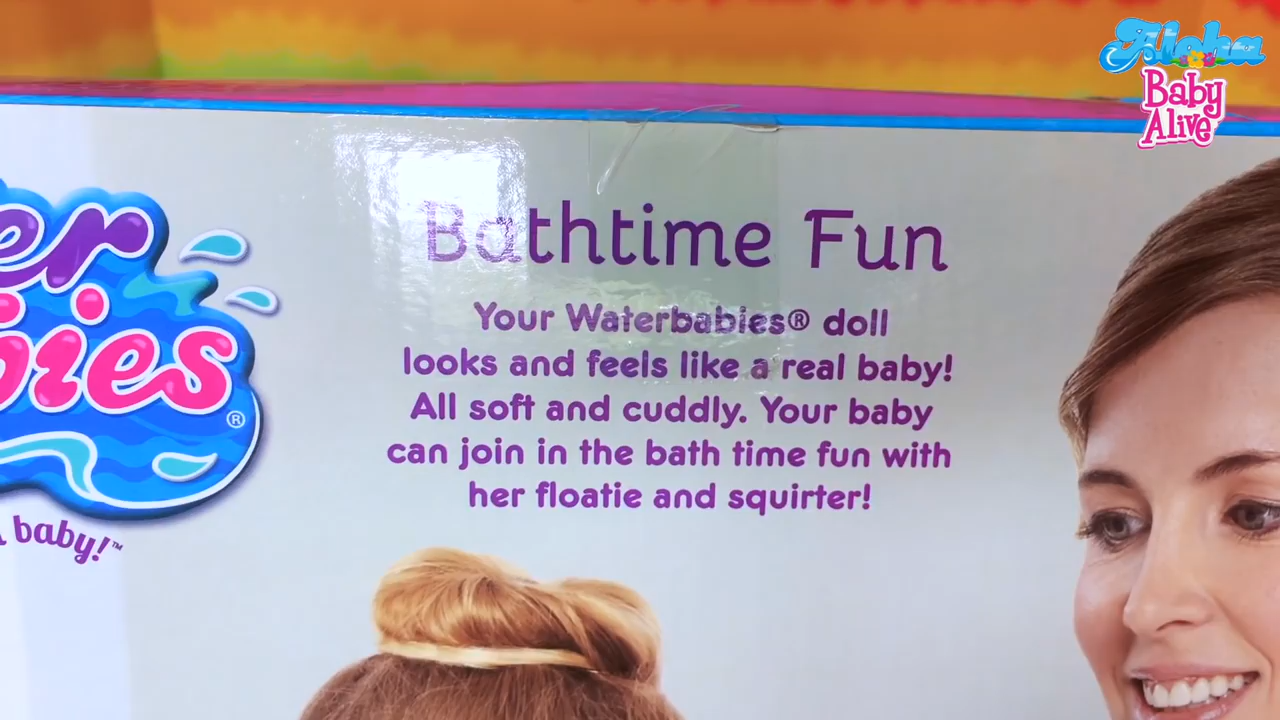 Aloha
Baby
Alive
er
bies®
baby!™
Bathtime Fun
Your Waterbabies® doll
looks and feels like a real baby!
All soft and cuddly. Your baby
can join in the bath time fun with
her floatie and squirter!